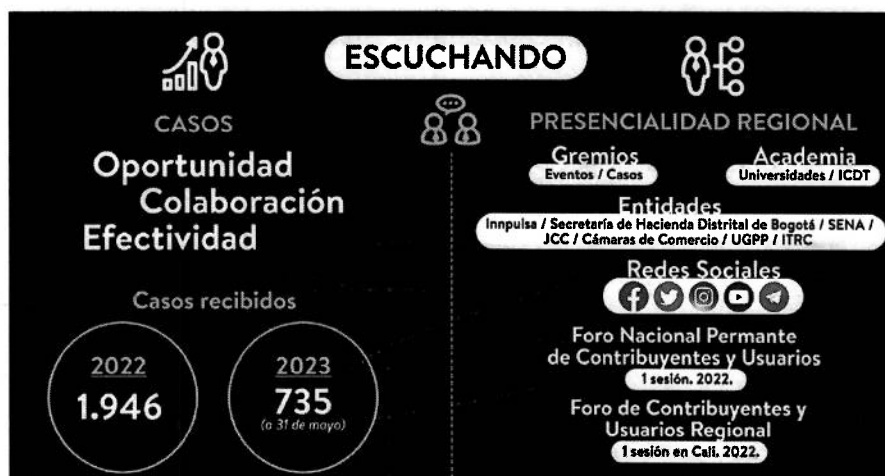 ESCUCHANDO
CASOS
Oportunidad
Colaboración
Efectividad
Casos recibidos
2022
1.946
2023
735
(a 31 de mayo)
PRESENCIALIDAD REGIONAL
Gremios
Eventos / Casos
Academia
Universidades / ICDT
Entidades
Innpulsa / Secretaría de Hacienda Distrital de Bogotá / SENA /
JCC / Cámaras de Comercio / UGPP / ITRC
Redes Sociales
Foro Nacional Permante
de Contribuyentes y Usuarios
1 sesión. 2022.
Foro de Contribuyentes y
Usuarios Regional
1 sesión en Cali. 2022.